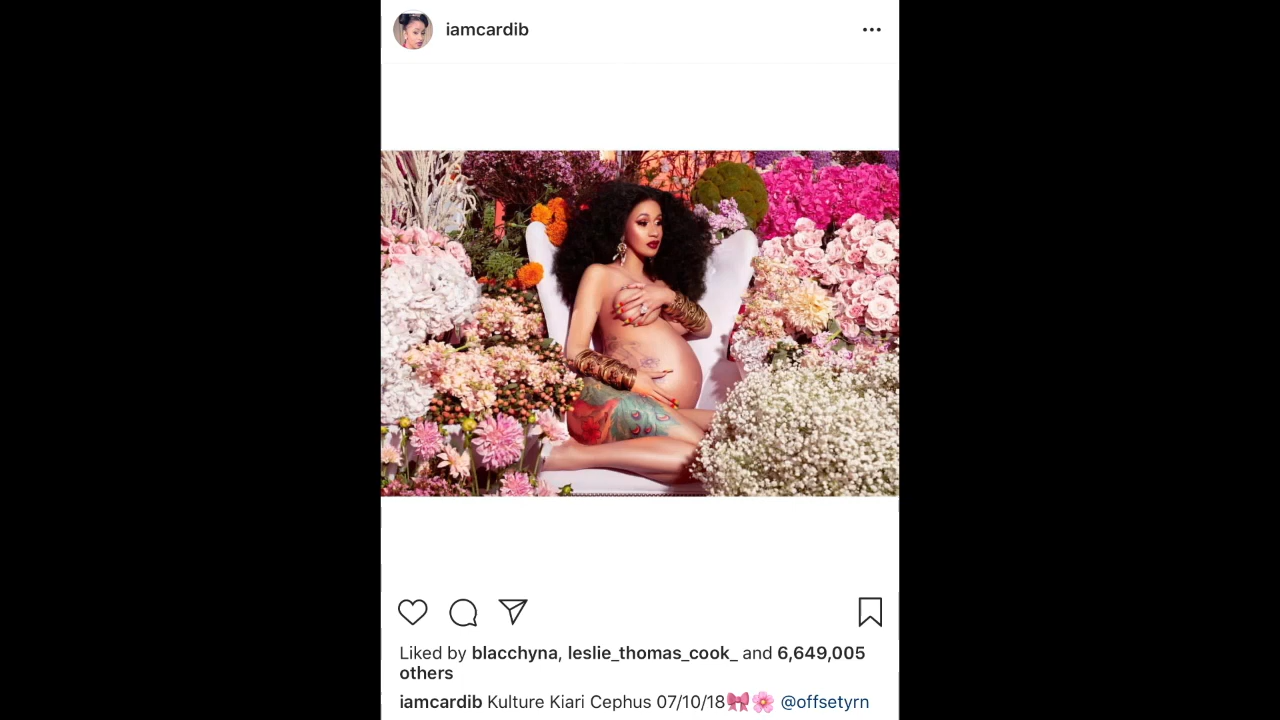 iamcardib
Liked by blacchyna, leslie_thomas_cook_ and 6,649,005
others
iamcardib Kulture Kiari Cephus 07/10/18🎀🌸 @offsetyrn